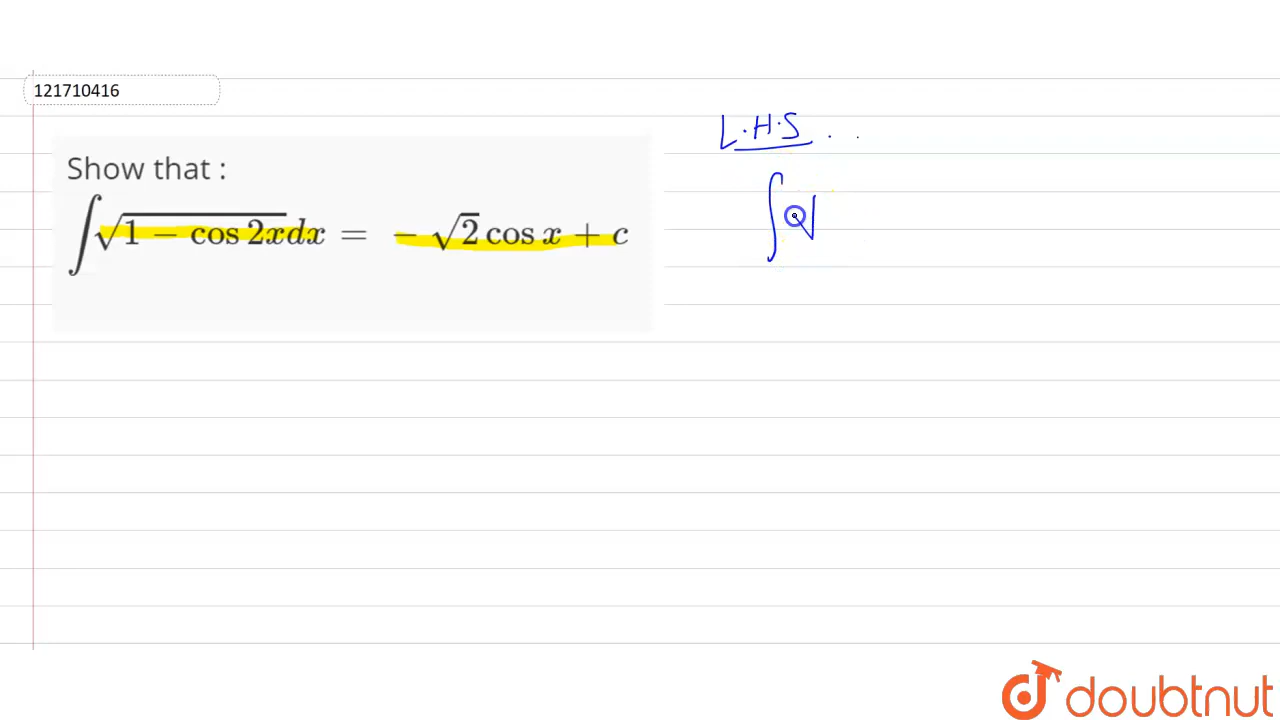 121710416
L.H.S . .
Show that :
∫√(1 − cos 2x) dx = − √2 cos x + c
∫√
doubtnut